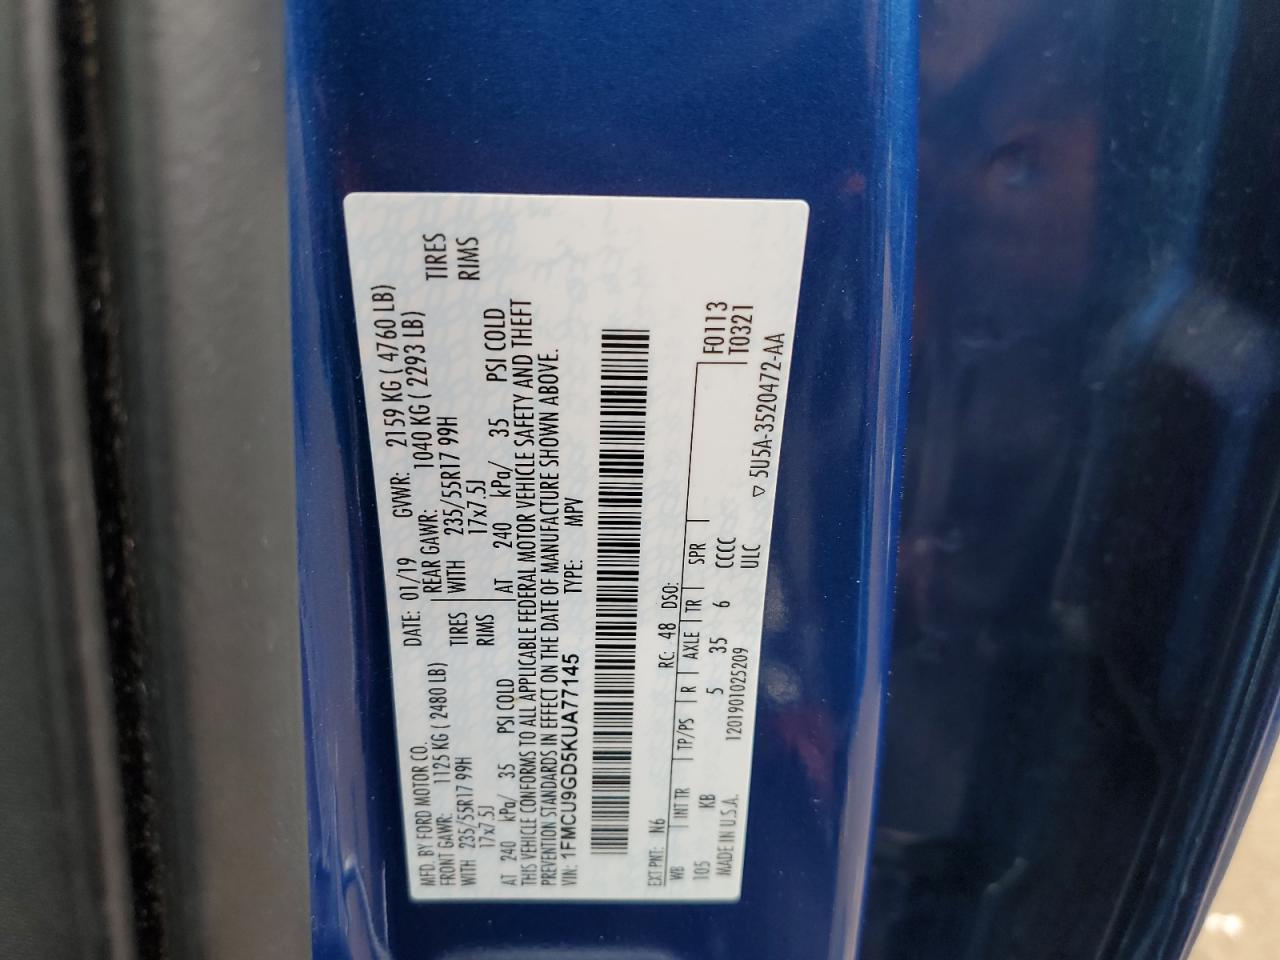 MFD. BY FORD MOTOR CO.
DATE: 01/19 GVWR: 2159 KG ( 4760 LB)
FRONT GAWR: 1125 KG ( 2480 LB) REAR GAWR: 1040 KG ( 2293 LB)
WITH 235/55R17 99H TIRES WITH 235/55R17 99H TIRES
17x7.5J RIMS 17x7.5J RIMS
AT 240 kPa/ 35 PSI COLD AT 240 kPa/ 35 PSI COLD
THIS VEHICLE CONFORMS TO ALL APPLICABLE FEDERAL MOTOR VEHICLE SAFETY AND THEFT
PREVENTION STANDARDS IN EFFECT ON THE DATE OF MANUFACTURE SHOWN ABOVE.
VIN: 1FMCU9GD5KUA77145 TYPE: MPV
EXT PNT: N6 RC: 48 DSO:
WB INT TR TP/PS R AXLE TR SPR F0113
105 KB 5 35 6 CCCC T0321
MADE IN U.S.A. 1201901025209 ULC ▽ 5U5A-3520472-AA